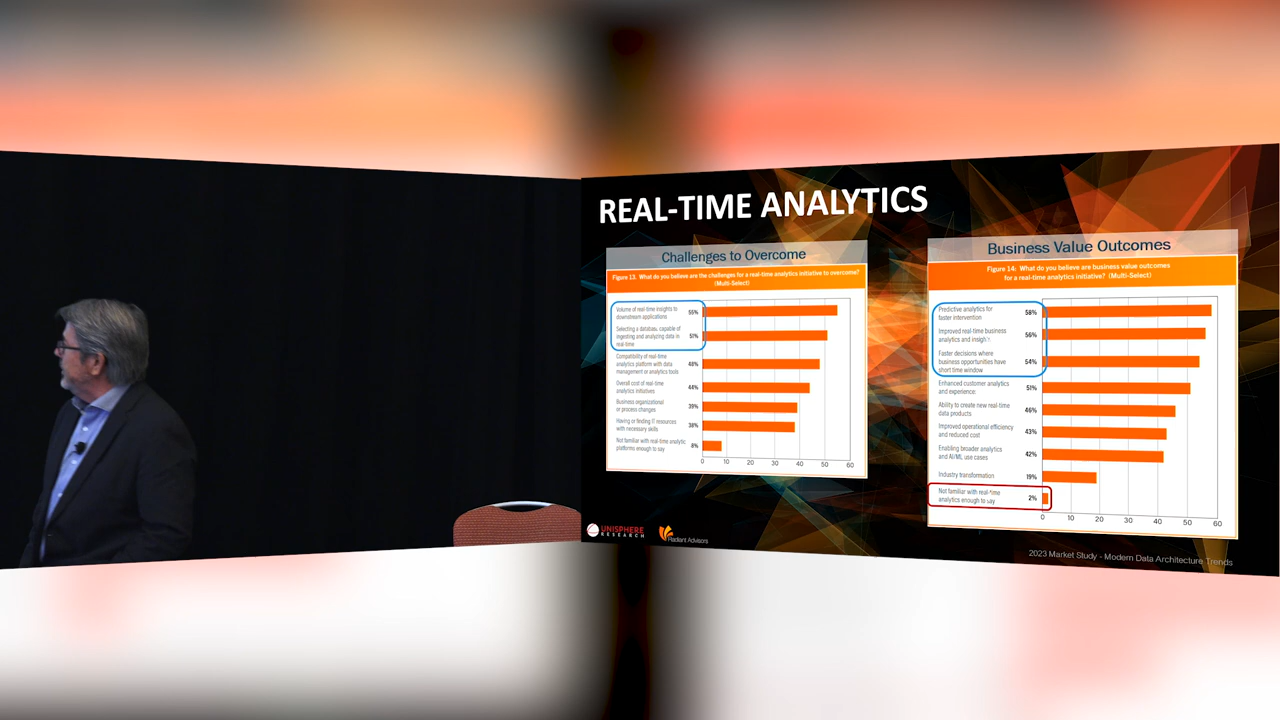 REAL-TIME ANALYTICS
Challenges to Overcome
Figure 13. What do you believe are the challenges for a real-time analytics initiative to overcome?
(Multi-Select)
Volume of real-time insights to
downstream applications
55%
Selecting a database capable of
ingesting and analyzing data in
real-time
51%
Compatibility of real-time
analytics platform with data
management or analytics tools
48%
Overall cost of real-time
analytics initiatives
44%
Business organizational
or process changes
39%
Having or finding IT resources
with necessary skills
38%
Not familiar with real-time analytic
platforms enough to say
8%
0 10 20 30 40 50 60
Business Value Outcomes
Figure 14: What do you believe are business value outcomes
for a real-time analytics initiative? (Multi-Select)
Predictive analytics for
faster intervention
58%
Improved real-time business
analytics and insights
56%
Faster decisions where
business opportunities have
short time window
54%
Enhanced customer analytics
and experience
51%
Ability to create new real-time
data products
46%
Improved operational efficiency
and reduced cost
43%
Enabling broader analytics
and AI/ML use cases
42%
Industry transformation
19%
Not familiar with real-time
analytics enough to say
2%
0 10 20 30 40 50 60
UNISPHERE
RESEARCH
Radiant Advisors
2023 Market Study - Modern Data Architecture Trends